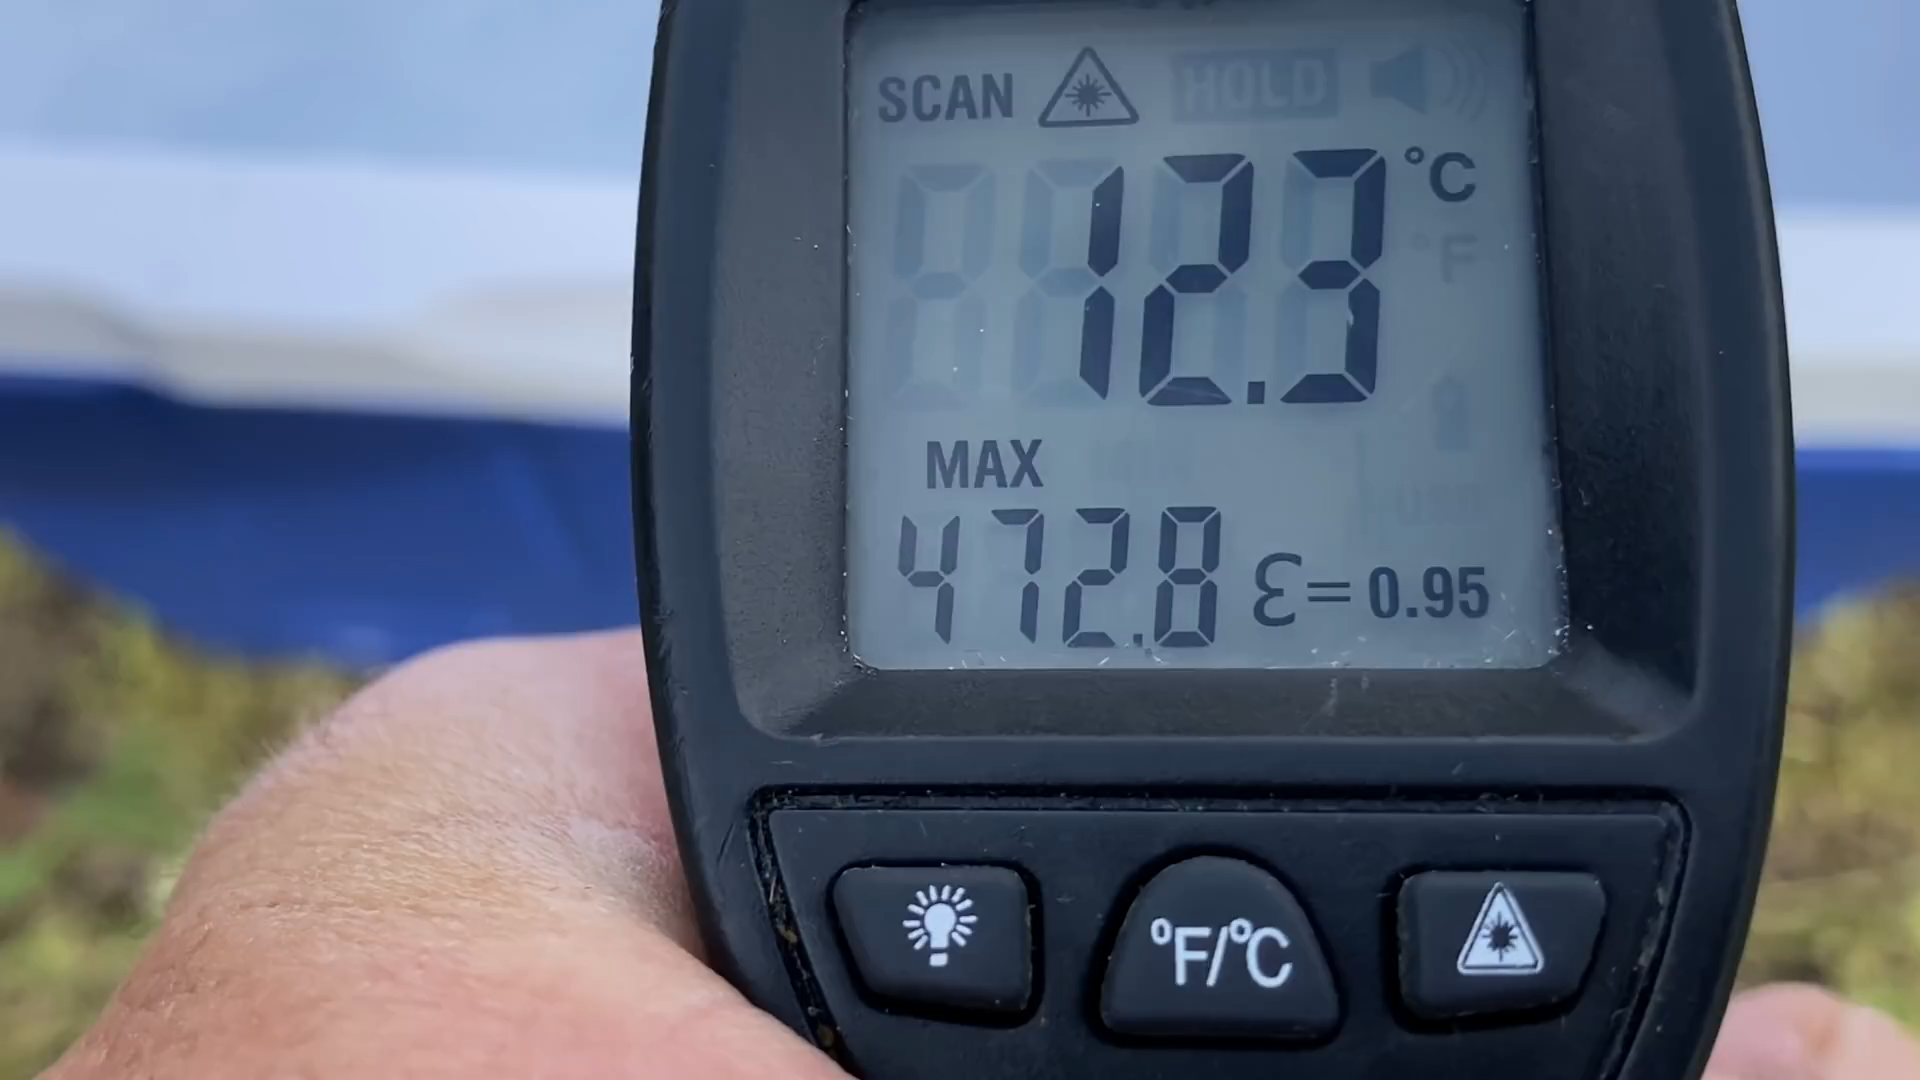 SCAN HOLD
12.3 °C
°F
MAX
472.8 ε= 0.95
°F/°C